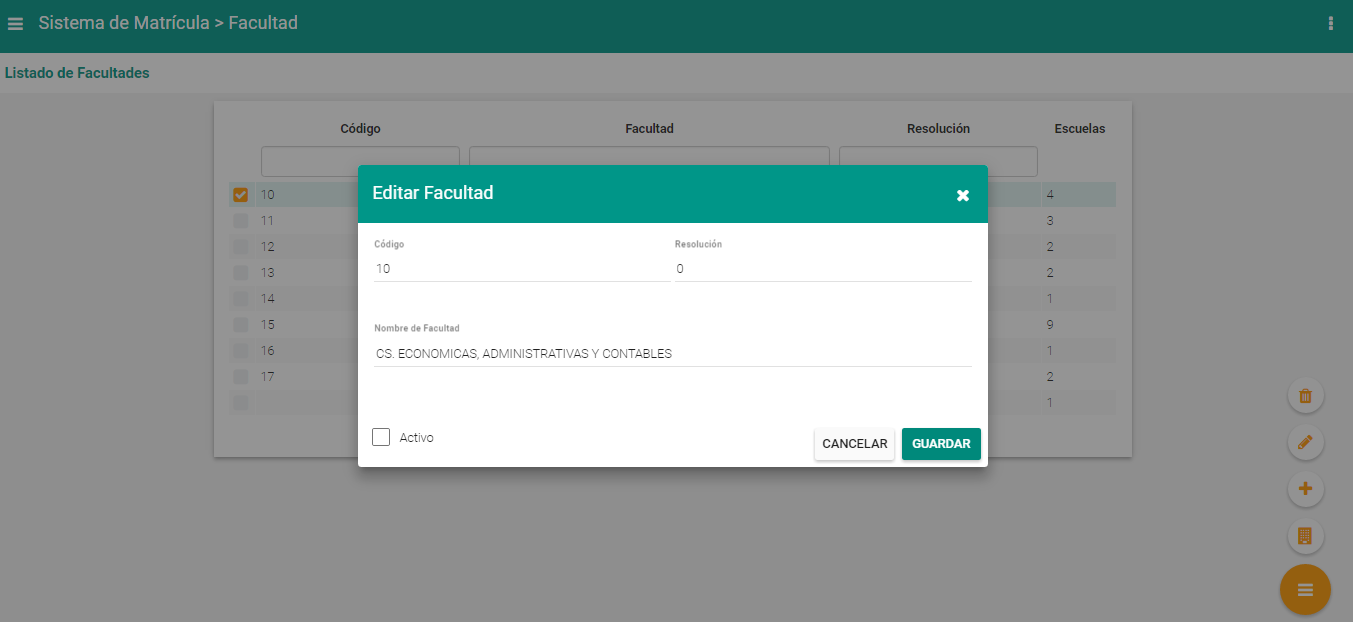 Sistema de Matrícula > Facultad
Listado de Facultades
Código Facultad Resolución Escuelas
Editar Facultad
10 4
11 3
12 2
13 2
14 1
15 9
16 1
17 2
1
Código Resolución
10 0
Nombre de Facultad
CS. ECONOMICAS, ADMINISTRATIVAS Y CONTABLES
Activo CANCELAR GUARDAR